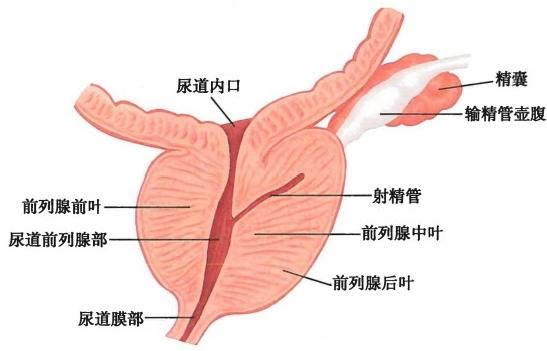 尿道内口
精囊
输精管壶腹
前列腺前叶
射精管
尿道前列腺部
前列腺中叶
前列腺后叶
尿道膜部